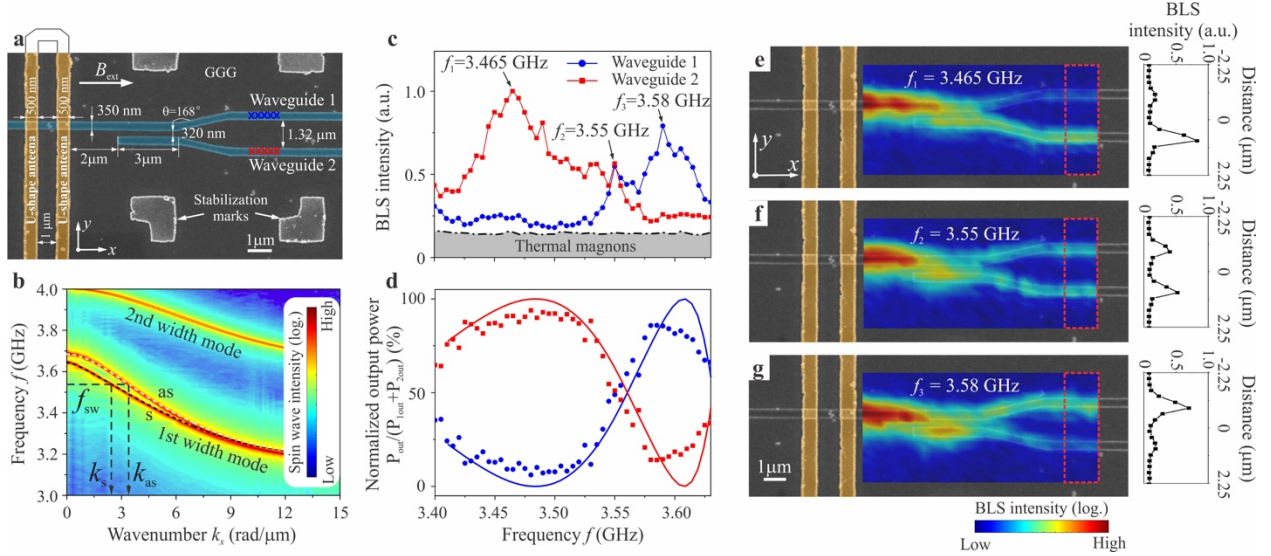 a
B_ext
GGG
500 nm
500 nm
350 nm
θ=168°
Waveguide 1
320 nm
1.32 μm
2μm
3μm
Waveguide 2
U-shape anteena
U-shape anteena
1 μm
Stabilization
marks
y
x
1μm
b
Frequency f (GHz)
4.0
3.8
3.6
3.4
3.2
3.0
2nd width mode
f_sw
as
s
1st width mode
k_s
k_as
Spin wave intensity (log.)
High
Low
0
3
6
9
12
15
Wavenumber k_x (rad/μm)
c
BLS intensity (a.u.)
1.5
1.0
0.5
0
f_1=3.465 GHz
Waveguide 1
Waveguide 2
f_3=3.58 GHz
f_2=3.55 GHz
Thermal magnons
d
Normalized output power
P_out/(P_1out+P_2out) (%)
100
50
0
3.40
3.45
3.50
3.55
3.60
Frequency f (GHz)
e
f_1 = 3.465 GHz
y
x
BLS
intensity (a.u.)
0
0.5
1.0
-2.25
0
2.25
Distance (μm)
f
f_2 = 3.55 GHz
0
0.5
1.0
-2.25
0
2.25
Distance (μm)
g
f_3 = 3.58 GHz
1μm
0
0.5
1.0
-2.25
0
2.25
Distance (μm)
BLS intensity (log.)
Low
High